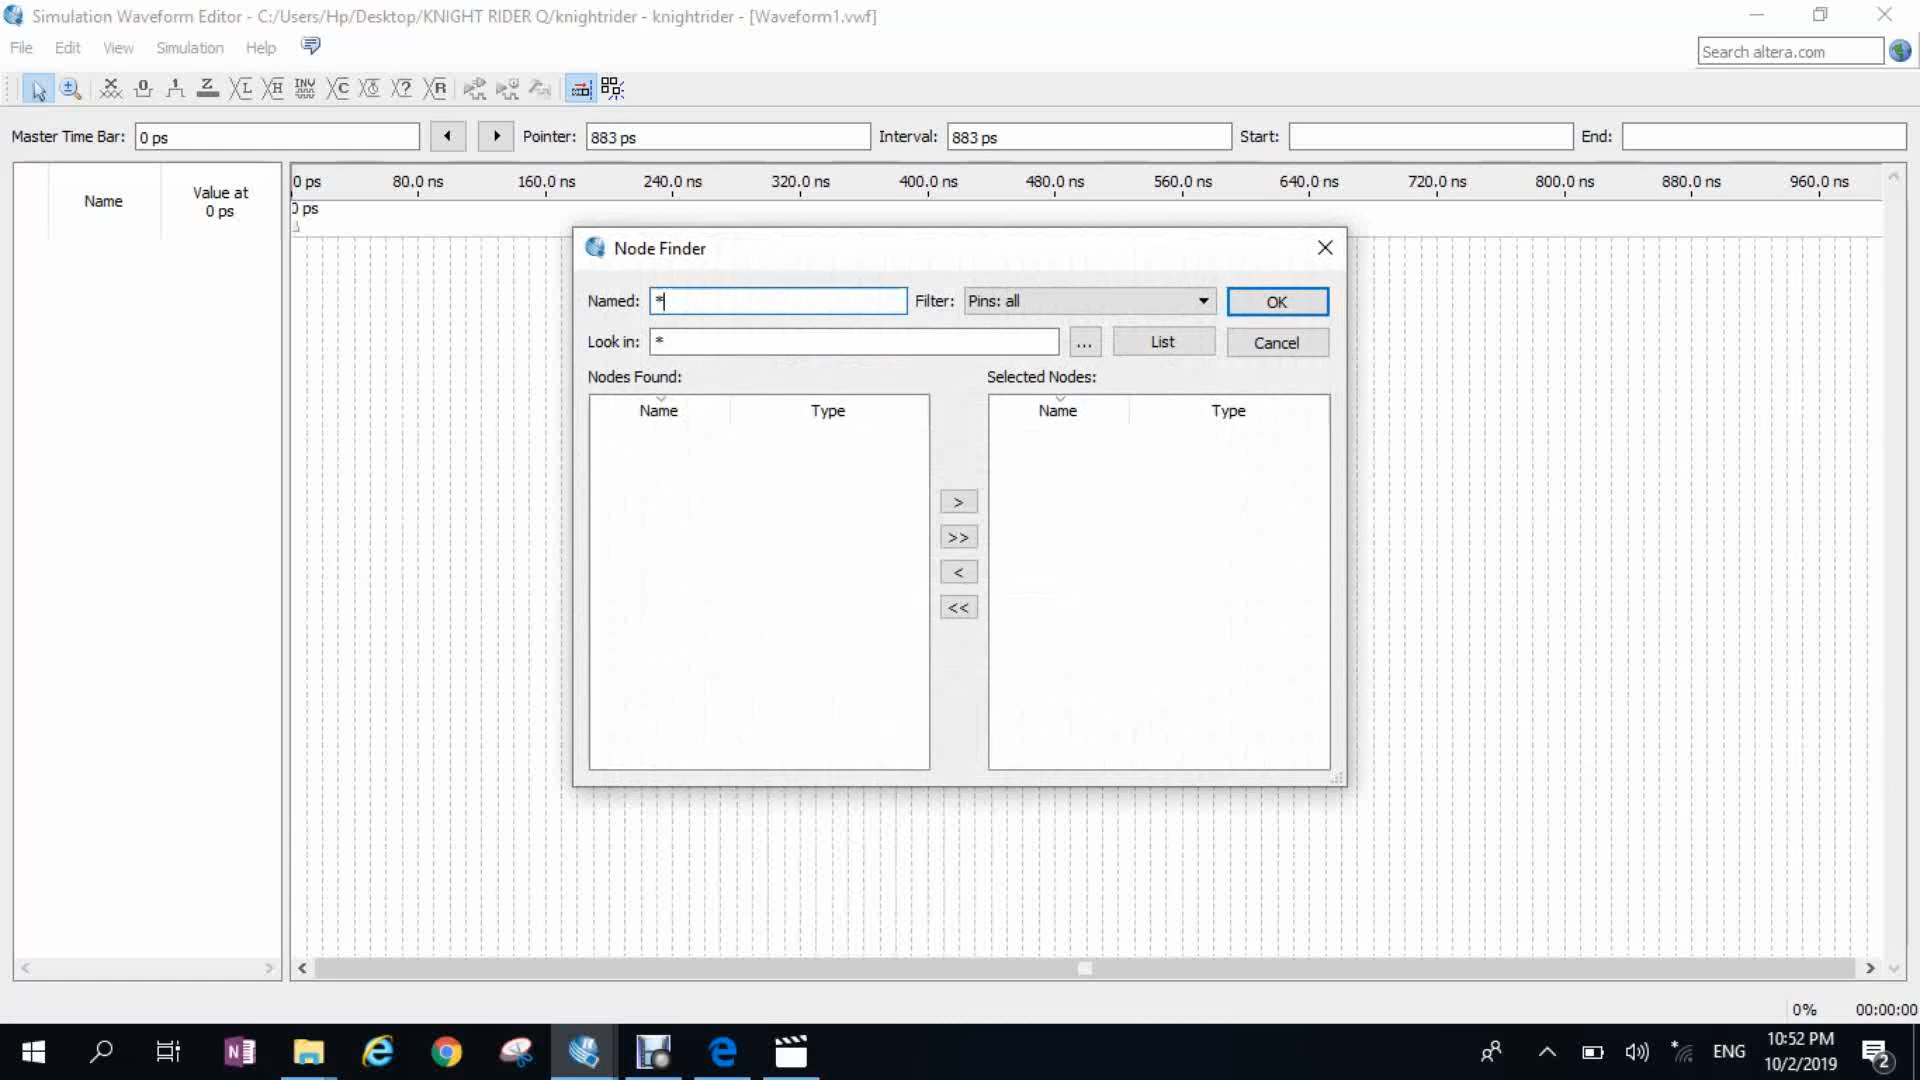 Simulation Waveform Editor - C:/Users/Hp/Desktop/KNIGHT RIDER Q/knightrider - knightrider - [Waveform1.vwf]
File Edit View Simulation Help
Search altera.com
Master Time Bar: 0 ps Pointer: 883 ps Interval: 883 ps Start: End:
Name
Value at
0 ps
0 ps 80.0 ns 160.0 ns 240.0 ns 320.0 ns 400.0 ns 480.0 ns 560.0 ns 640.0 ns 720.0 ns 800.0 ns 880.0 ns 960.0 ns
0 ps
Node Finder
Named: * Filter: Pins: all OK
Look in: * ... List Cancel
Nodes Found: Selected Nodes:
Name Type Name Type
>
>>
<
<<
0% 00:00:00
ENG
10:52 PM
10/2/2019
2